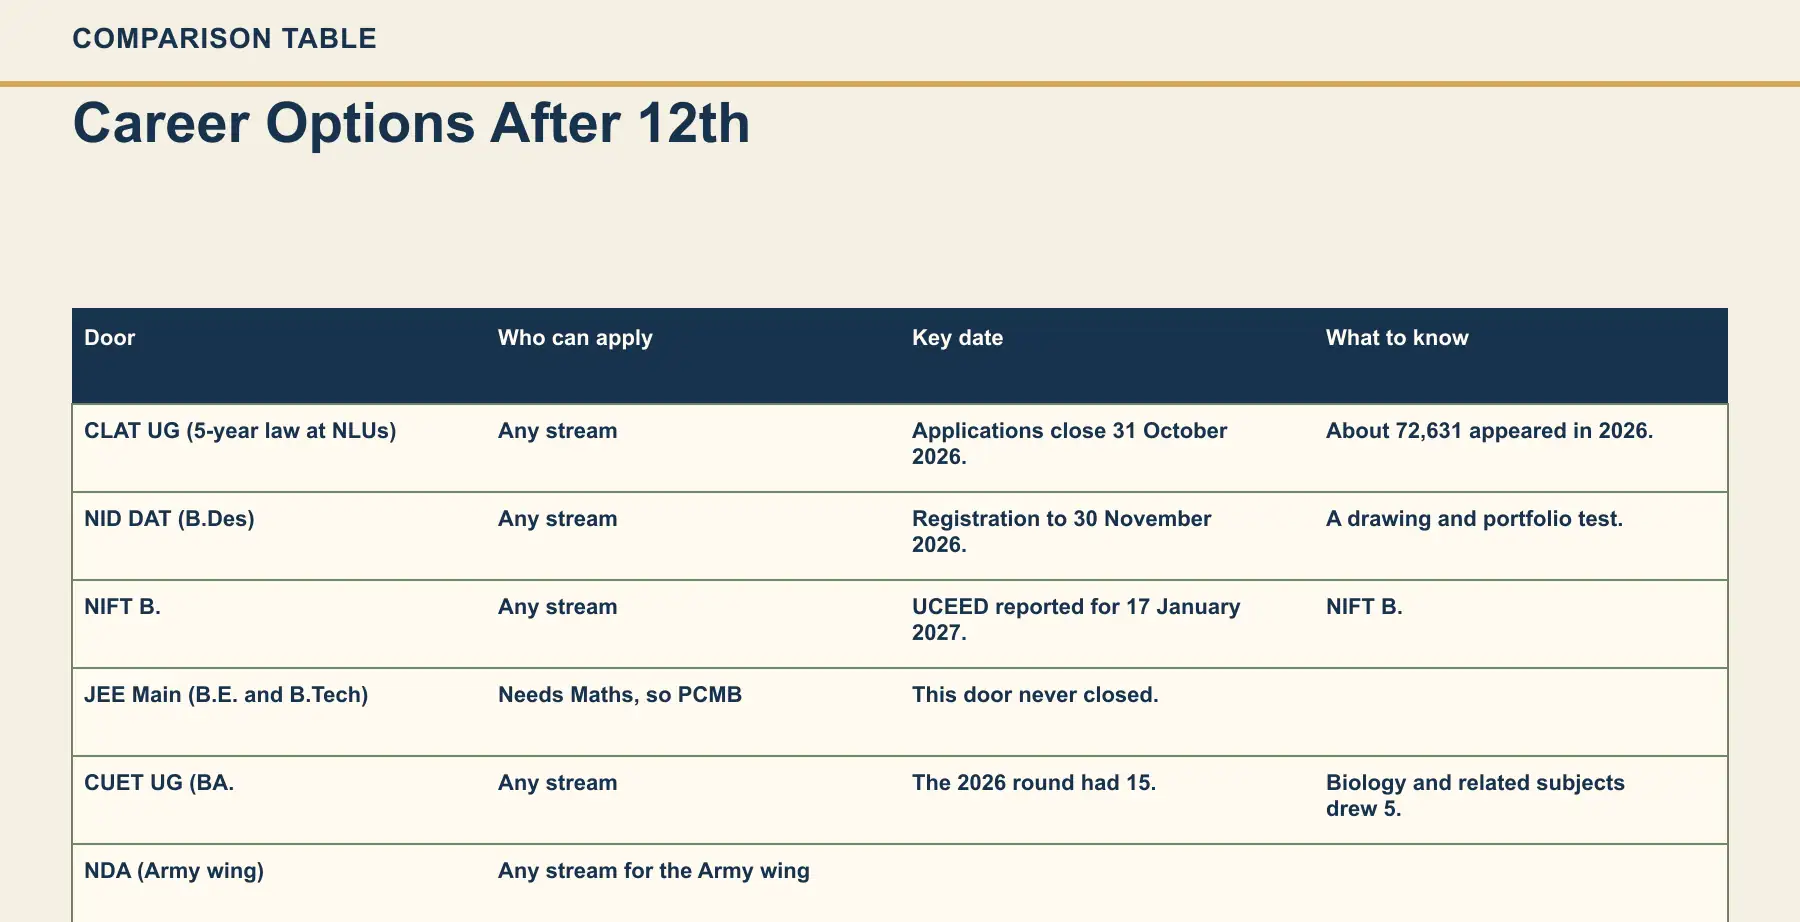 COMPARISON TABLE
Career Options After 12th
Door Who can apply Key date What to know
CLAT UG (5-year law at NLUs) Any stream Applications close 31 October About 72,631 appeared in 2026.
2026.
NID DAT (B.Des) Any stream Registration to 30 November A drawing and portfolio test.
2026.
NIFT B. Any stream UCEED reported for 17 January NIFT B.
2027.
JEE Main (B.E. and B.Tech) Needs Maths, so PCMB This door never closed.
CUET UG (BA. Any stream The 2026 round had 15. Biology and related subjects
drew 5.
NDA (Army wing) Any stream for the Army wing